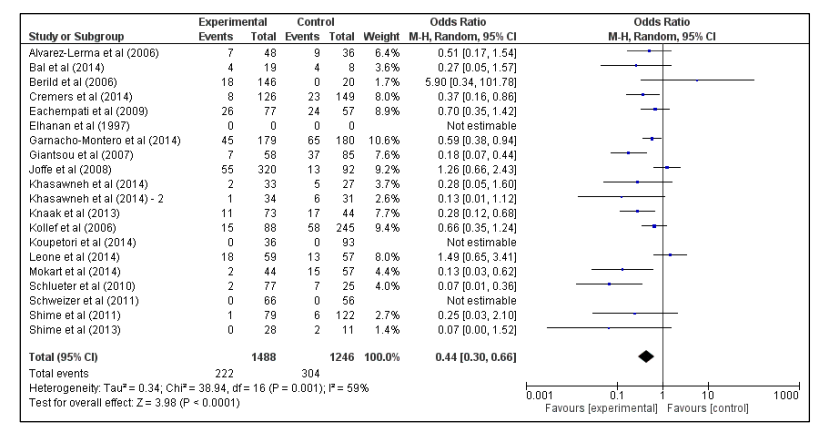 Experimental Control Odds Ratio Odds Ratio
Study or Subgroup Events Total Events Total Weight M-H, Random, 95% CI M-H, Random, 95% CI
Alvarez-Lerma et al (2006) 7 48 9 36 6.4% 0.51 [0.17, 1.54]
Bal et al (2014) 4 19 4 8 3.6% 0.27 [0.05, 1.57]
Berild et al (2006) 18 146 0 20 1.7% 5.90 [0.34, 101.78]
Cremers et al (2014) 8 126 23 149 8.0% 0.37 [0.16, 0.86]
Eachempati et al (2009) 26 77 24 57 8.9% 0.70 [0.35, 1.42]
Elhanan et al (1997) 0 0 0 0 Not estimable
Garnacho-Montero et al (2014) 45 179 65 180 10.6% 0.59 [0.38, 0.94]
Giantsou et al (2007) 7 58 37 85 7.6% 0.18 [0.07, 0.44]
Joffe et al (2008) 55 320 13 92 9.2% 1.26 [0.66, 2.43]
Khasawneh et al (2014) 2 33 5 27 3.7% 0.28 [0.05, 1.60]
Khasawneh et al (2014) - 2 1 34 6 31 2.6% 0.13 [0.01, 1.12]
Knaak et al (2013) 11 73 17 44 7.7% 0.28 [0.12, 0.68]
Kollef et al (2006) 15 88 58 245 9.4% 0.66 [0.35, 1.24]
Koupetori et al (2014) 0 36 0 93 Not estimable
Leone et al (2014) 18 59 13 57 8.0% 1.49 [0.65, 3.41]
Mokart et al (2014) 2 44 15 57 4.4% 0.13 [0.03, 0.62]
Schlueter et al (2010) 2 77 7 25 4.0% 0.07 [0.01, 0.36]
Schweizer et al (2011) 0 66 0 56 Not estimable
Shime et al (2011) 1 79 6 122 2.7% 0.25 [0.03, 2.10]
Shime et al (2013) 0 28 2 11 1.4% 0.07 [0.00, 1.52]
Total (95% CI) 1488 1246 100.0% 0.44 [0.30, 0.66]
Total events 222 304
Heterogeneity: Tau² = 0.34; Chi² = 38.94, df = 16 (P = 0.001); I² = 59%
Test for overall effect: Z = 3.98 (P < 0.0001)
0.001 0.1 1 10 1000
Favours [experimental] Favours [control]